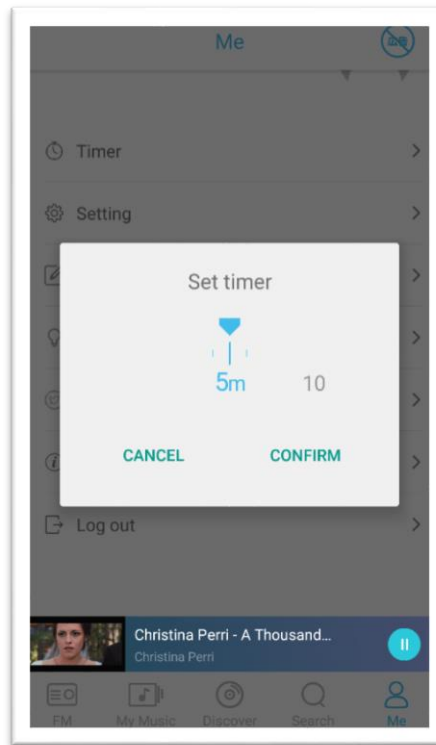 Me
Timer
Setting
Set timer
5m 10
CANCEL CONFIRM
Log out
Christina Perri - A Thousand...
Christina Perri
FM My Music Discover Search Me